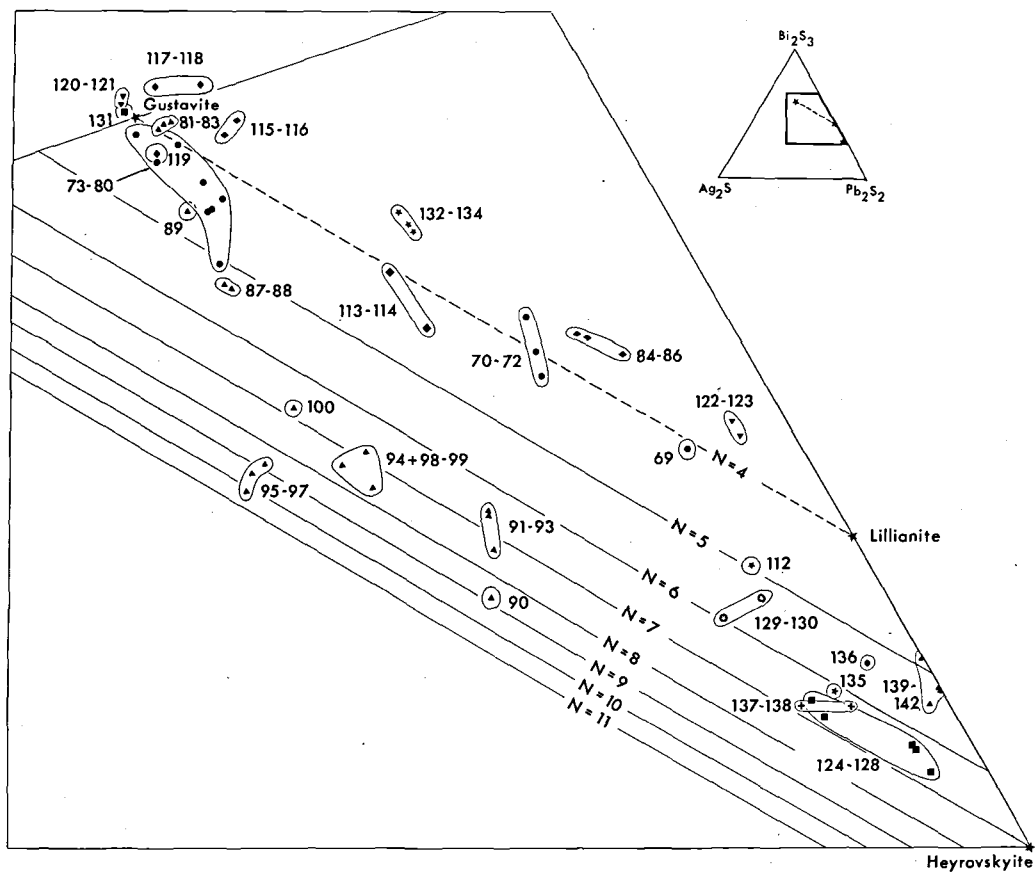 Bi₂S₃
Ag₂S
Pb₂S₂
117-118
120-121
Gustavite
131
81-83
115-116
119
73-80
89
132-134
87-88
113-114
70-72
84-86
100
122-123
94+98-99
69
N=4
95-97
91-93
N=5
Lillianite
112
N=6
90
129-130
N=7
136
N=8
135
139-
142
N=9
137-138
N=10
N=11
124-128
Heyrovskyite